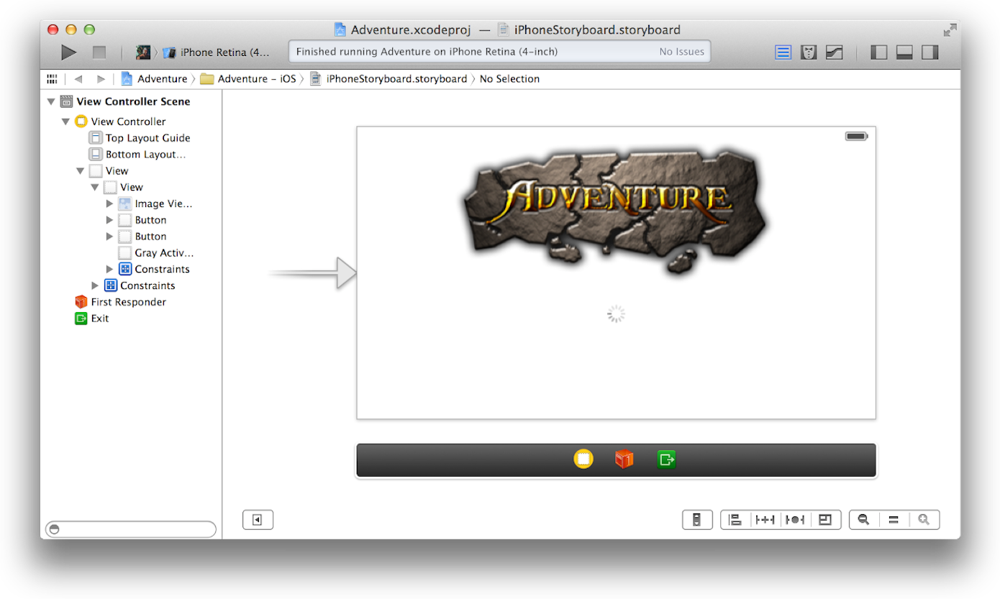 Adventure.xcodeproj — iPhoneStoryboard.storyboard
iPhone Retina (4...
Finished running Adventure on iPhone Retina (4-inch)
No Issues
Adventure
Adventure – iOS
iPhoneStoryboard.storyboard
No Selection
View Controller Scene
View Controller
Top Layout Guide
Bottom Layout...
View
View
Image Vie...
Button
Button
Gray Activ...
Constraints
Constraints
First Responder
Exit
ADVENTURE